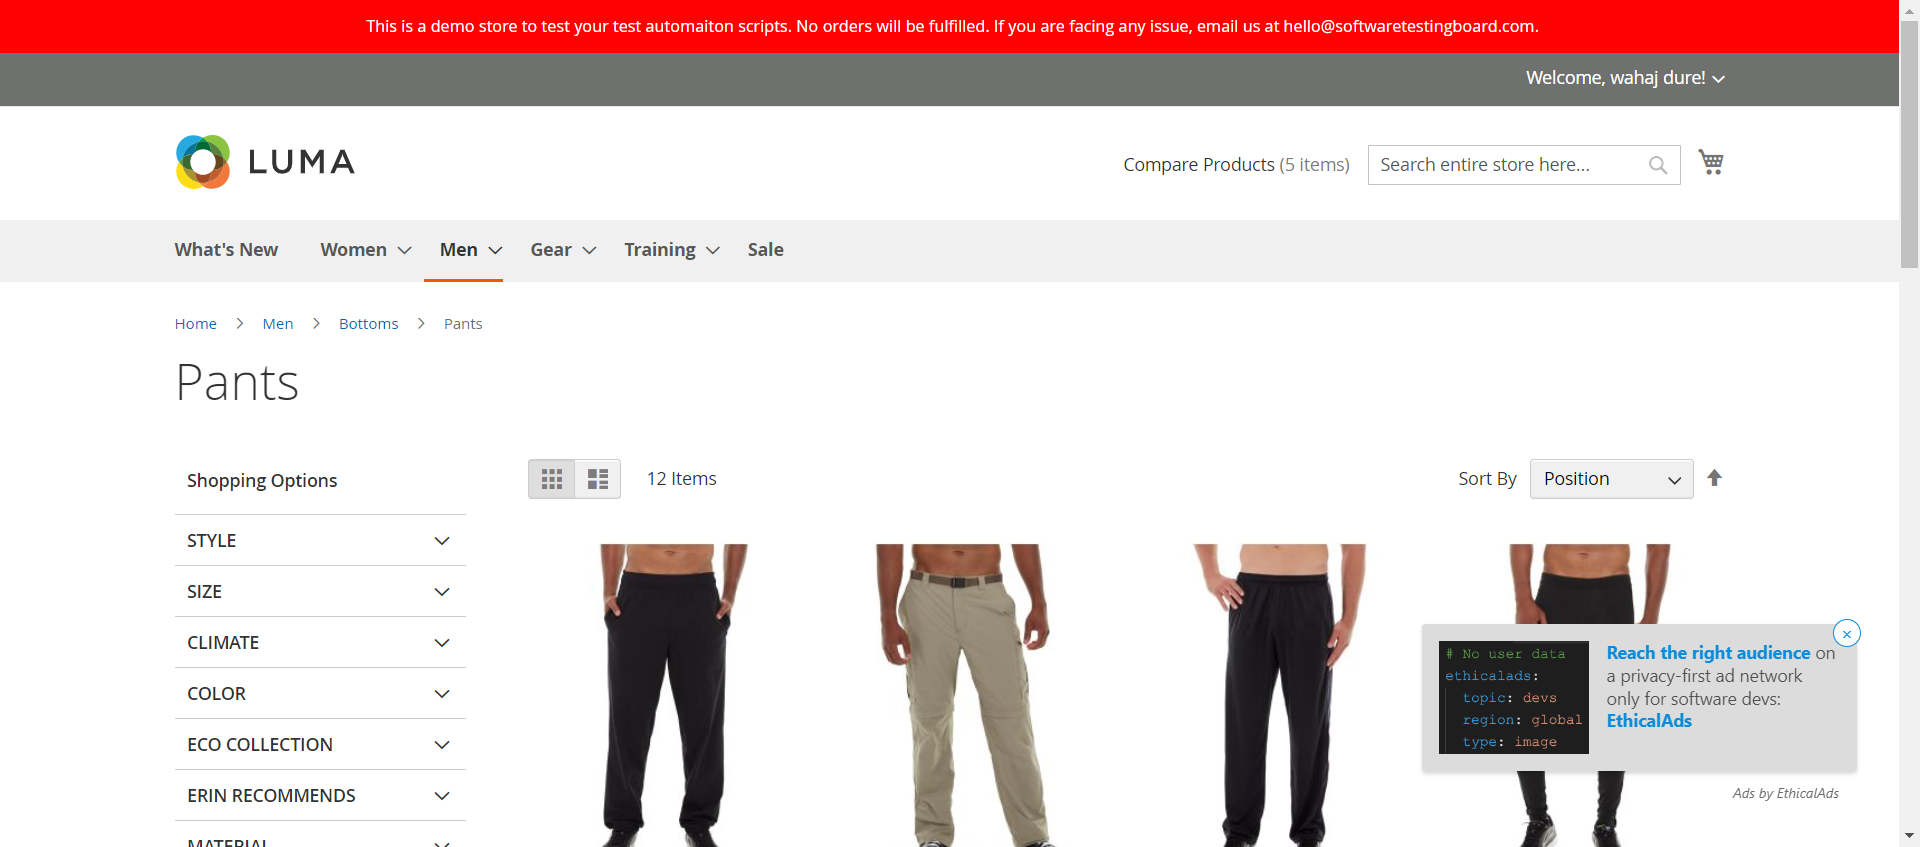 This is a demo store to test your test automaiton scripts. No orders will be fulfilled. If you are facing any issue, email us at hello@softwaretestingboard.com.
Welcome, wahaj dure!
LUMA
Compare Products (5 items)
Search entire store here...
What's New Women Men Gear Training Sale
Home > Men > Bottoms > Pants
Pants
Shopping Options
12 Items
Sort By Position
STYLE
SIZE
CLIMATE
COLOR
ECO COLLECTION
ERIN RECOMMENDS
MATERIAL
# No user data
ethicalads:
topic: devs
region: global
type: image
Reach the right audience on
a privacy-first ad network
only for software devs:
EthicalAds
Ads by EthicalAds